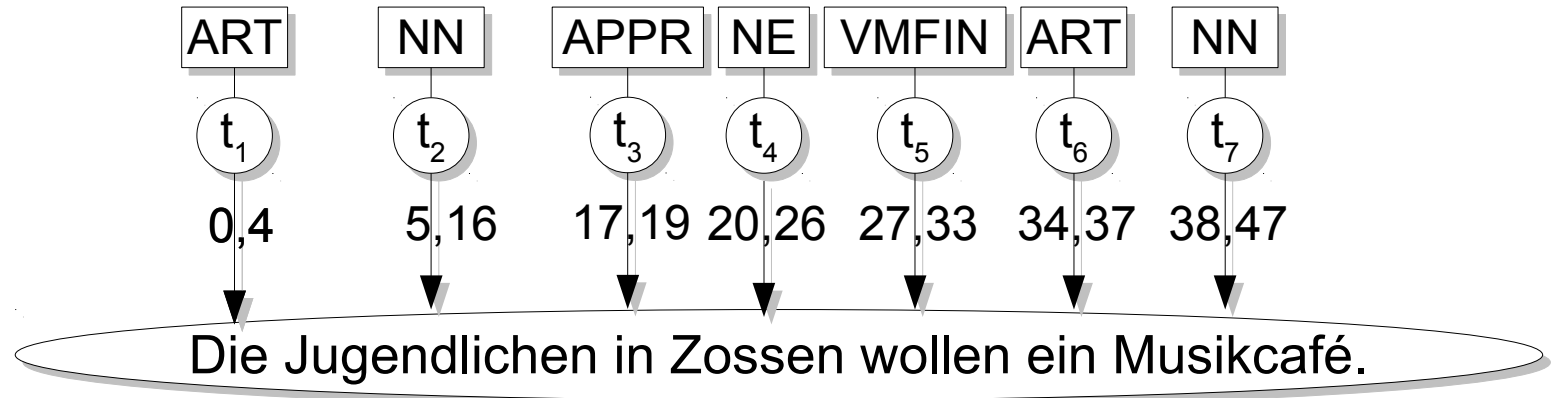 ART NN APPR NE VMFIN ART NN
t1 t2 t3 t4 t5 t6 t7
0,4 5,16 17,19 20,26 27,33 34,37 38,47
Die Jugendlichen in Zossen wollen ein Musikcafé.